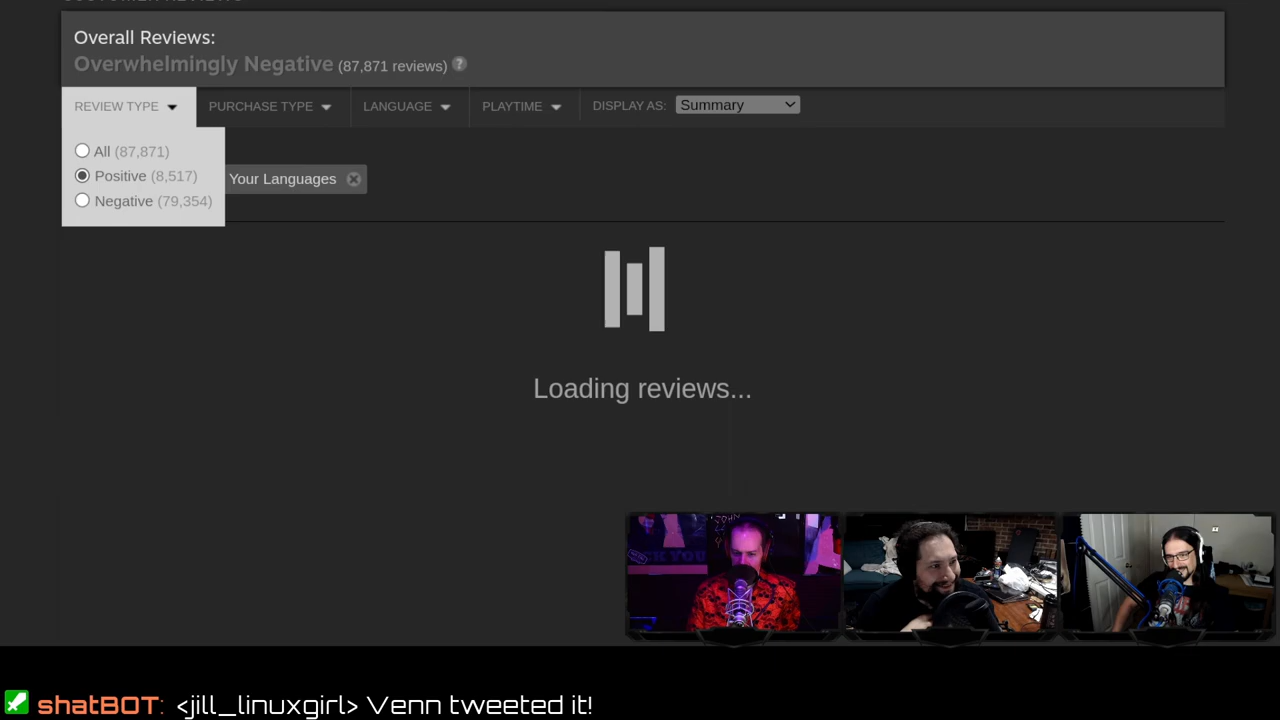 Overall Reviews:
Overwhelmingly Negative (87,871 reviews) ?
REVIEW TYPE PURCHASE TYPE LANGUAGE PLAYTIME DISPLAY AS: Summary
All (87,871)
Positive (8,517)
Negative (79,354)
Your Languages
Loading reviews...
shatBOT: <jill_linuxgirl> Venn tweeted it!